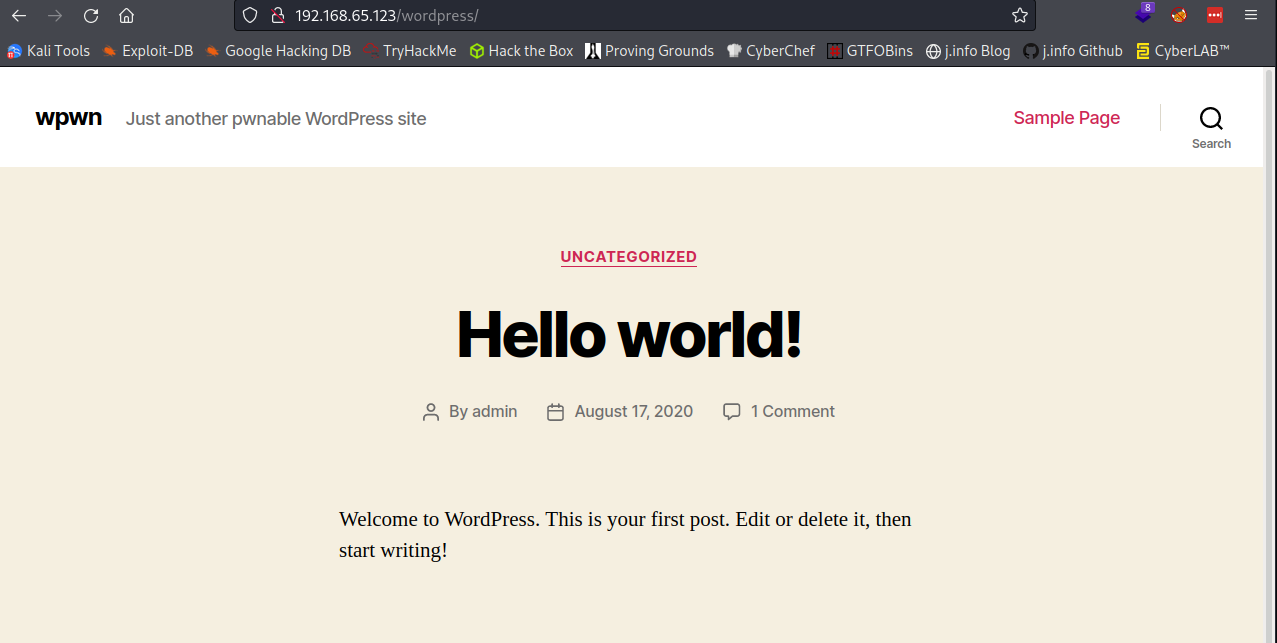 192.168.65.123/wordpress/
8
Kali Tools Exploit-DB Google Hacking DB TryHackMe Hack the Box Proving Grounds CyberChef GTFOBins j.info Blog j.info Github CyberLAB™
wpwn Just another pwnable WordPress site Sample Page
Search
UNCATEGORIZED
Hello world!
By admin August 17, 2020 1 Comment
Welcome to WordPress. This is your first post. Edit or delete it, then
start writing!